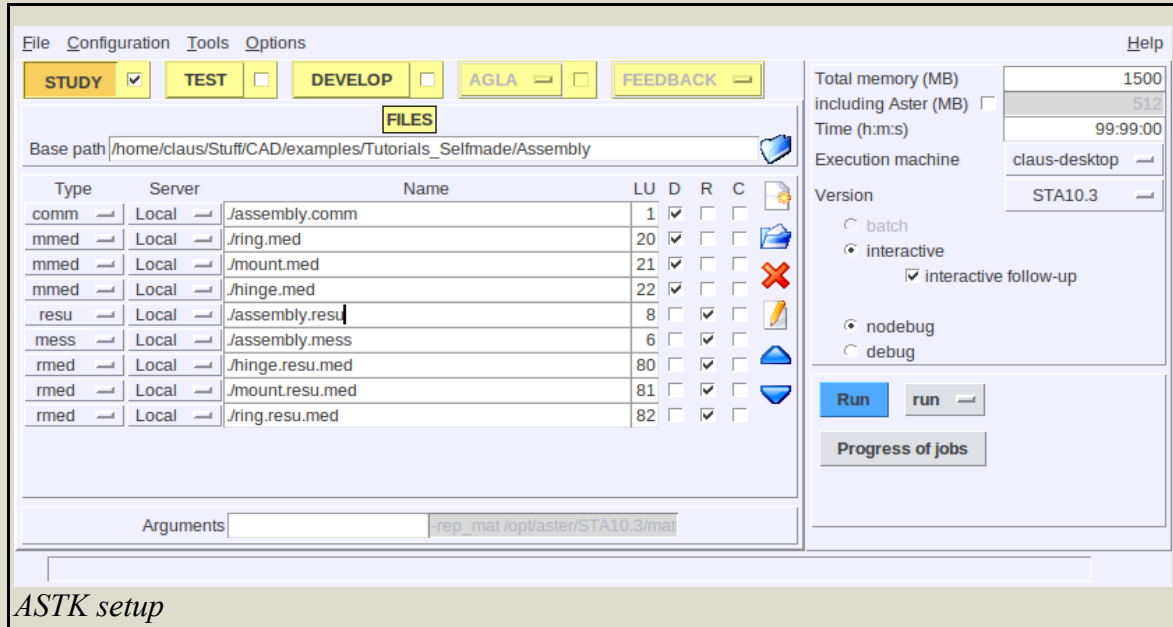 File Configuration Tools Options Help
STUDY TEST DEVELOP AGLA FEEDBACK
FILES
Base path /home/claus/Stuff/CAD/examples/Tutorials_Selfmade/Assembly
Type Server Name LU D R C
comm Local ./assembly.comm 1
mmed Local ./ring.med 20
mmed Local ./mount.med 21
mmed Local ./hinge.med 22
resu Local ./assembly.resu 8
mess Local ./assembly.mess 6
rmed Local ./hinge.resu.med 80
rmed Local ./mount.resu.med 81
rmed Local ./ring.resu.med 82
Arguments -rep_mat /opt/aster/STA10.3/mat
Total memory (MB) 1500
including Aster (MB) 512
Time (h:m:s) 99:99:00
Execution machine claus-desktop
Version STA10.3
batch
interactive
interactive follow-up
nodebug
debug
Run run
Progress of jobs
ASTK setup